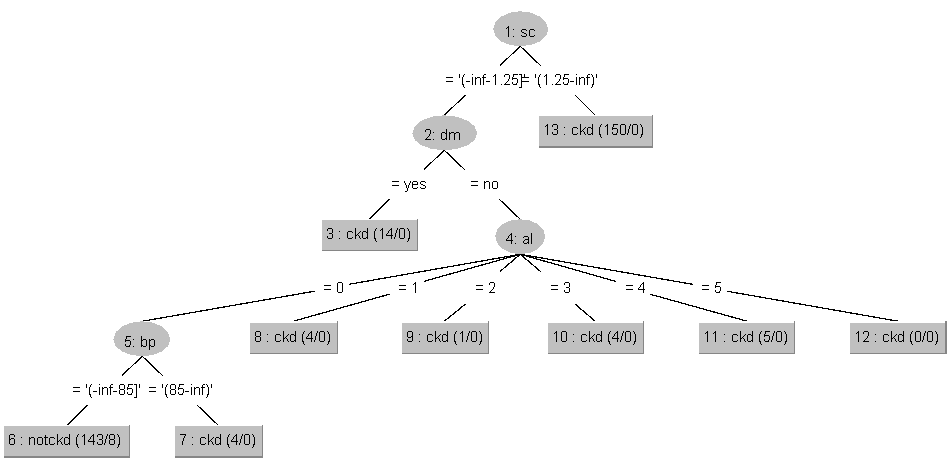 1: sc
= '(-inf-1.25]' = '(1.25-inf)'
2: dm
13 : ckd (150/0)
= yes = no
3 : ckd (14/0)
4: al
= 0 = 1 = 2 = 3 = 4 = 5
5: bp
8 : ckd (4/0) 9 : ckd (1/0) 10 : ckd (4/0) 11 : ckd (5/0) 12 : ckd (0/0)
= '(-inf-85]' = '(85-inf)'
6 : notckd (143/8) 7 : ckd (4/0)